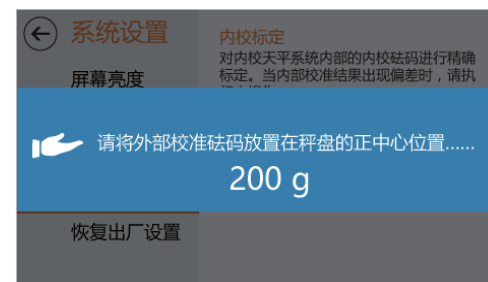 系统设置
内校标定
对内校天平系统内部的内校砝码进行精确
标定。当内部校准结果出现偏差时，请执
屏幕亮度
请将外部校准砝码放置在秤盘的正中心位置......
200 g
恢复出厂设置